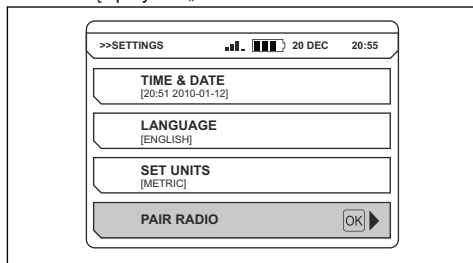 >>SETTINGS 20 DEC 20:55
TIME & DATE
[20:51 2010-01-12]
LANGUAGE
[ENGLISH]
SET UNITS
[METRIC]
PAIR RADIO OK